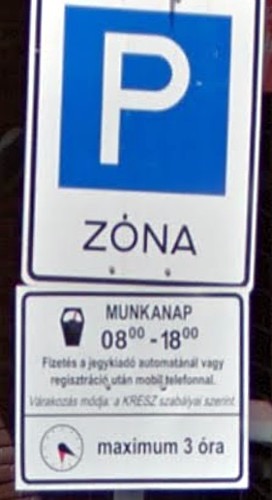 P
ZÓNA
MUNKANAP
08⁰⁰ - 18⁰⁰
Fizetés a jegykiadó automatánál vagy
regisztráció után mobil telefonnal.
Várakozás módja: a KRESZ szabályai szerint.
maximum 3 óra